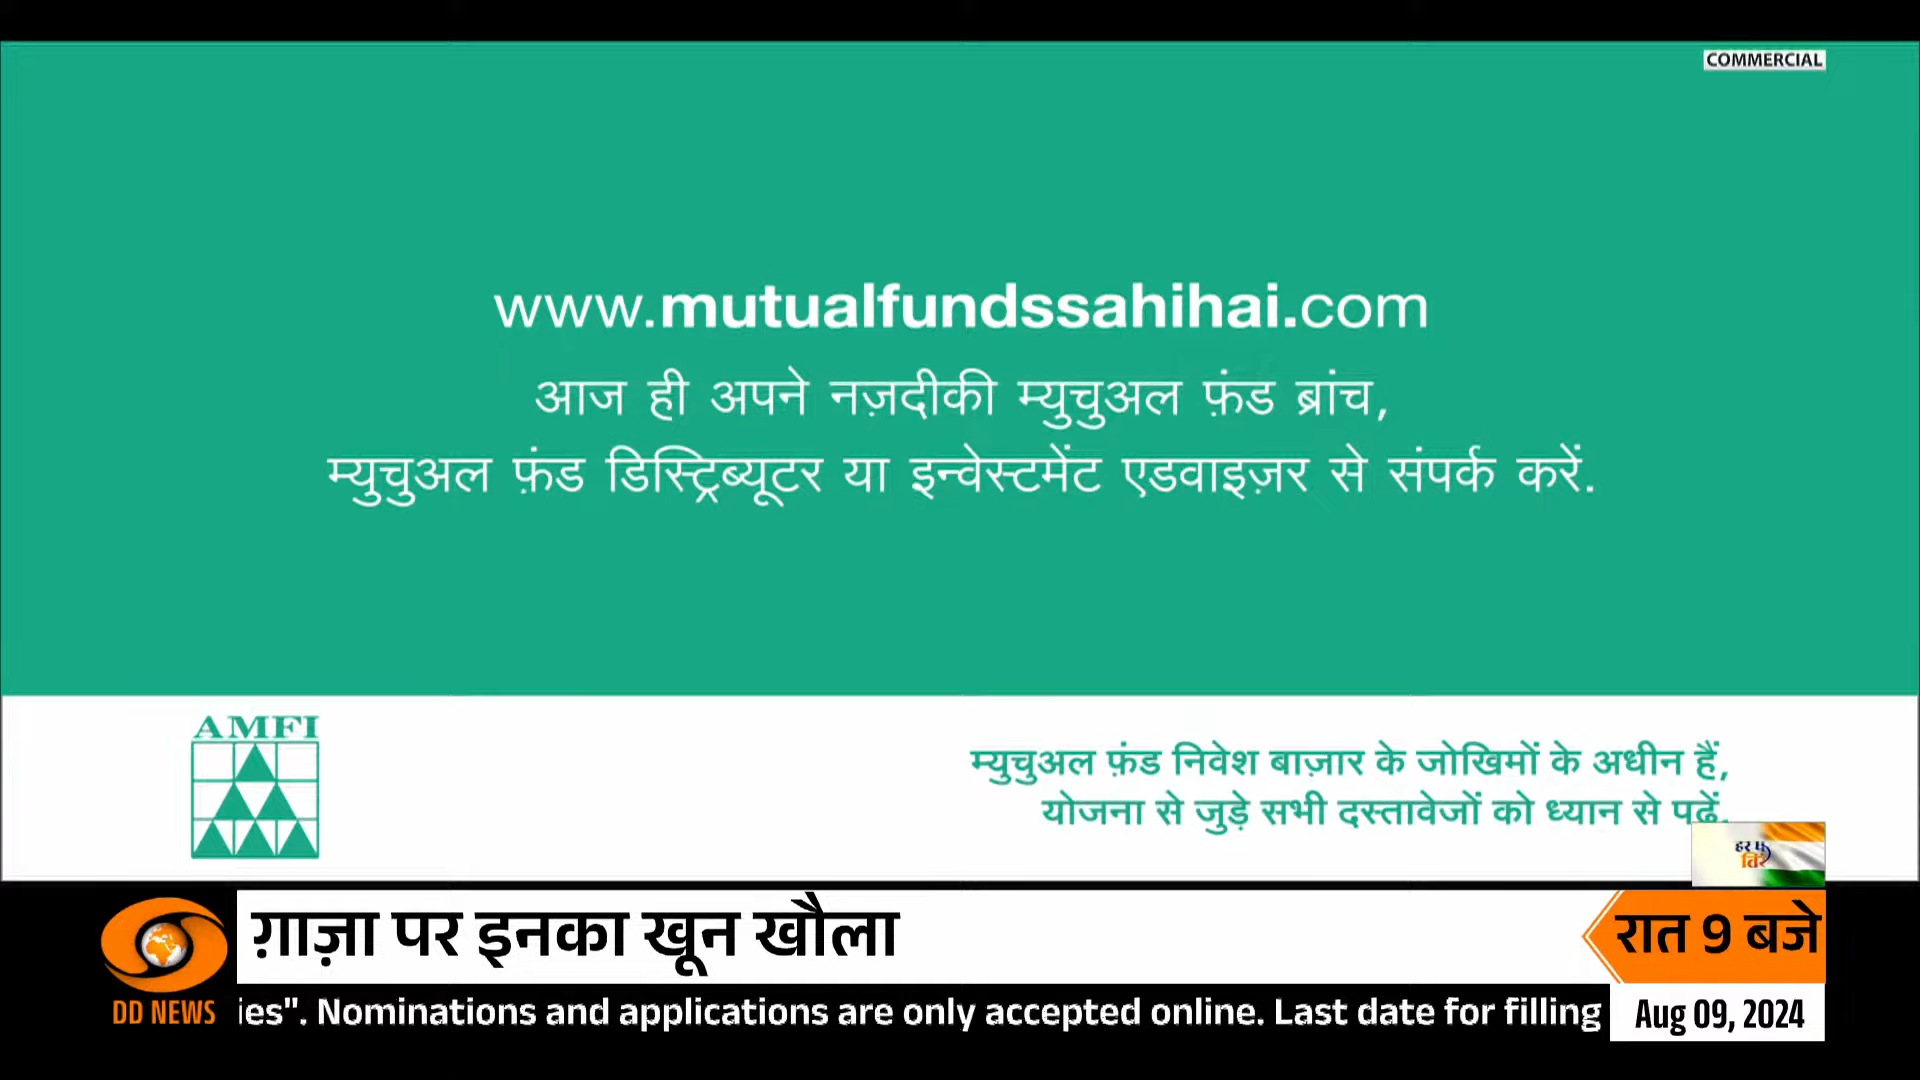 COMMERCIAL
www.mutualfundssahihai.com
आज ही अपने नज़दीकी म्युचुअल फ़ंड ब्रांच,
म्युचुअल फ़ंड डिस्ट्रिब्यूटर या इन्वेस्टमेंट एडवाइज़र से संपर्क करें.
AMFI
म्युचुअल फ़ंड निवेश बाज़ार के जोखिमों के अधीन हैं,
योजना से जुड़े सभी दस्तावेजों को ध्यान से पढ़ें.
हर
ग़ाज़ा पर इनका खून खौला
रात 9 बजे
DD NEWS
ies". Nominations and applications are only accepted online. Last date for filling
Aug 09, 2024